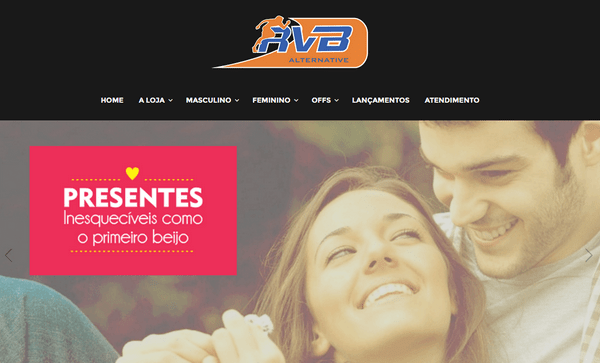 RVB
ALTERNATIVE
HOME A LOJA MASCULINO FEMININO OFFS LANÇAMENTOS ATENDIMENTO
PRESENTES
Inesquecíveis como
o primeiro beijo